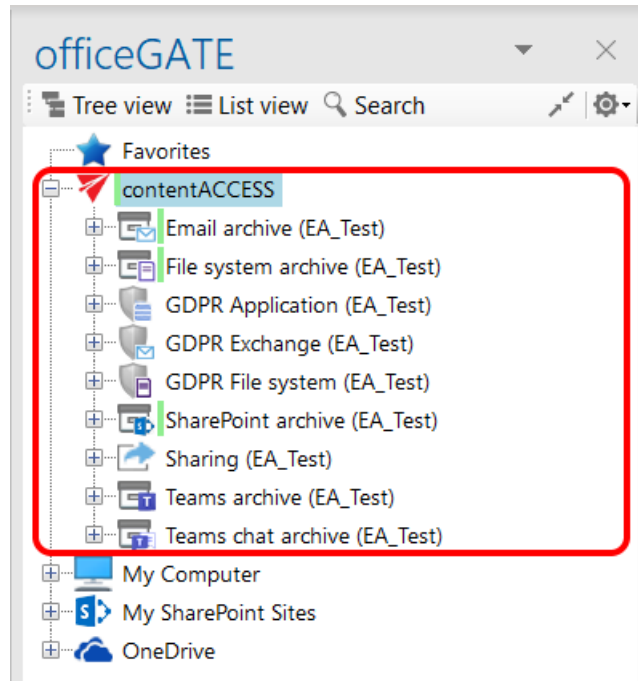 officeGATE
Tree view List view Search
Favorites
contentACCESS
Email archive (EA_Test)
File system archive (EA_Test)
GDPR Application (EA_Test)
GDPR Exchange (EA_Test)
GDPR File system (EA_Test)
SharePoint archive (EA_Test)
Sharing (EA_Test)
Teams archive (EA_Test)
Teams chat archive (EA_Test)
My Computer
My SharePoint Sites
OneDrive